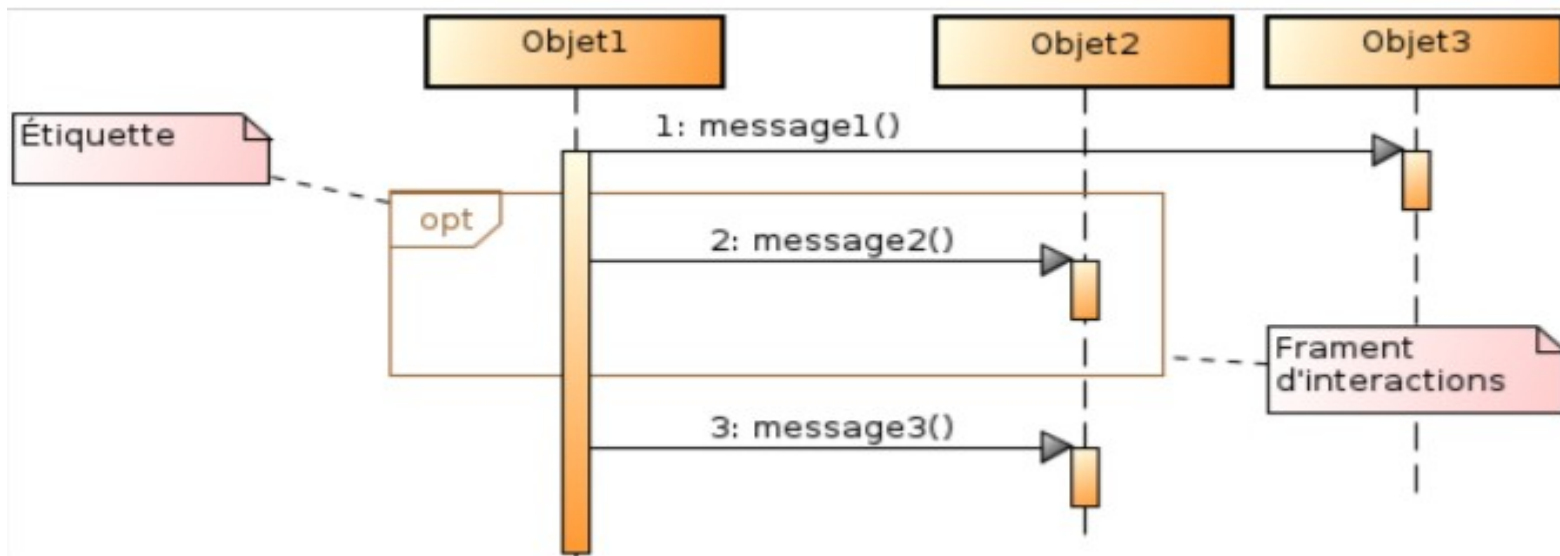 Objet1
Objet2
Objet3
1: message1()
Étiquette
opt
2: message2()
Frament
d'interactions
3: message3()